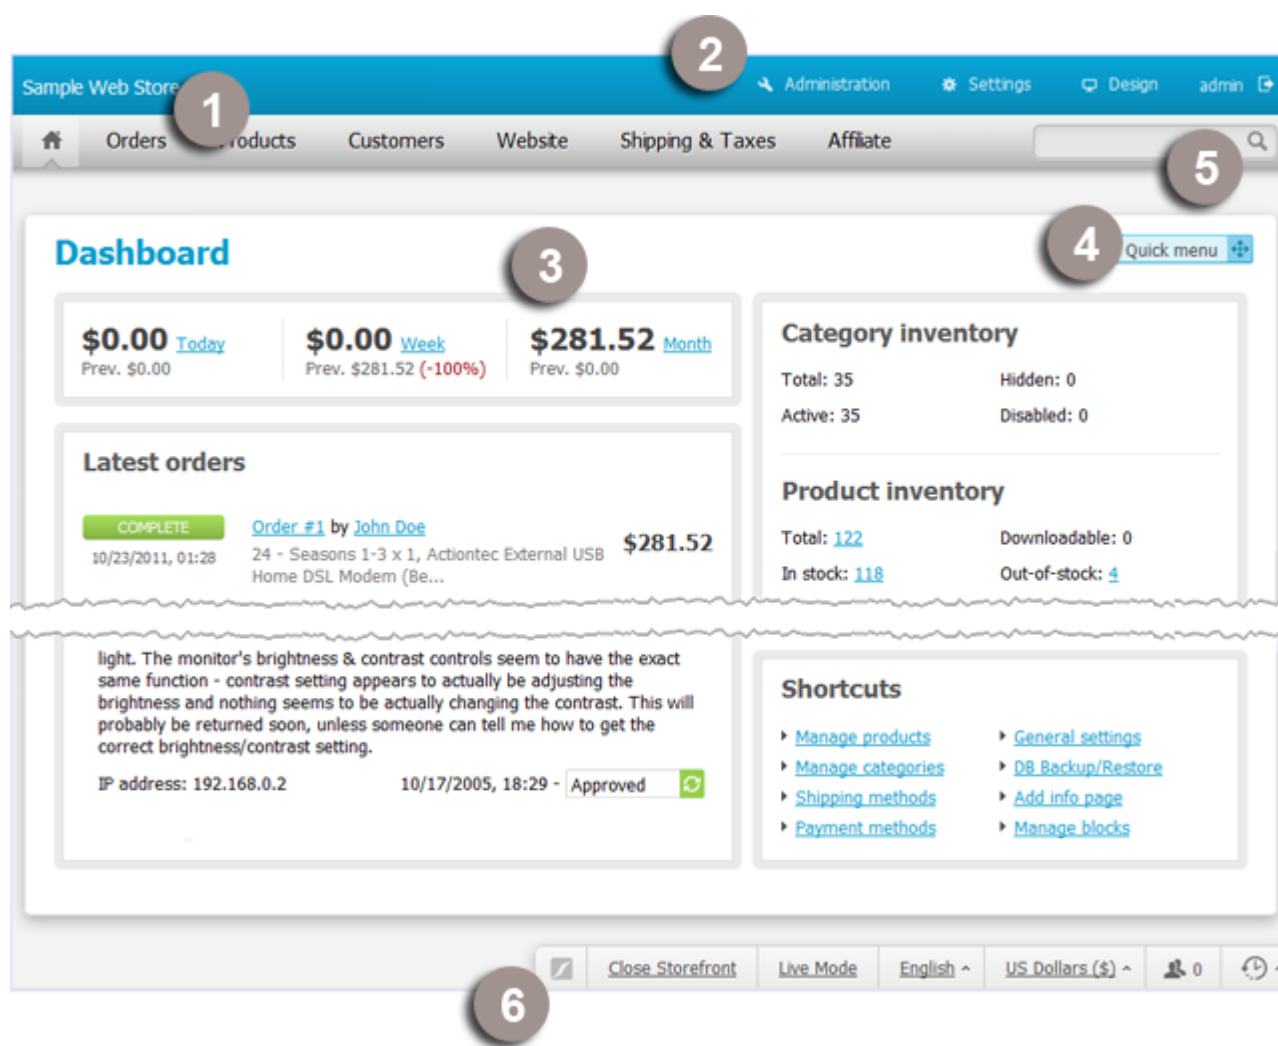 2
Sample Web Store
Administration Settings Design admin
1
Orders Products Customers Website Shipping & Taxes Affiliate
5
Dashboard
3
4
Quick menu
$0.00 Today
Prev. $0.00
$0.00 Week
Prev. $281.52 (-100%)
$281.52 Month
Prev. $0.00
Latest orders
COMPLETE
10/23/2011, 01:28
Order #1 by John Doe
24 - Seasons 1-3 x 1, Actiontec External USB
Home DSL Modem (Be...
$281.52
Category inventory
Total: 35 Hidden: 0
Active: 35 Disabled: 0
Product inventory
Total: 122 Downloadable: 0
In stock: 118 Out-of-stock: 4
light. The monitor's brightness & contrast controls seem to have the exact
same function - contrast setting appears to actually be adjusting the
brightness and nothing seems to be actually changing the contrast. This will
probably be returned soon, unless someone can tell me how to get the
correct brightness/contrast setting.
IP address: 192.168.0.2 10/17/2005, 18:29 - Approved
Shortcuts
Manage products General settings
Manage categories DB Backup/Restore
Shipping methods Add info page
Payment methods Manage blocks
Close Storefront Live Mode English US Dollars ($) 0
6